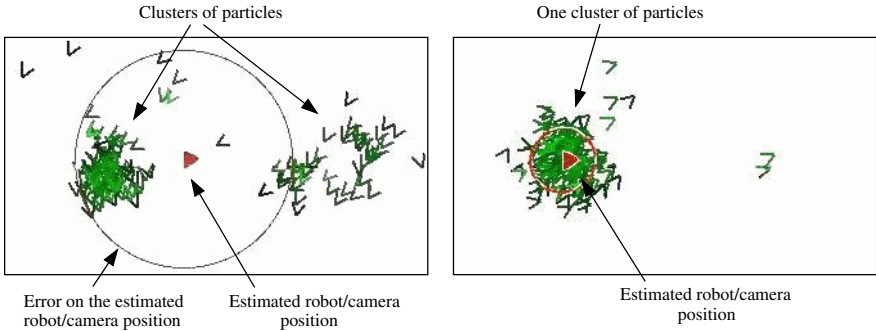 Clusters of particles
One cluster of particles
Error on the estimated
robot/camera position
Estimated robot/camera
position
Estimated robot/camera
position